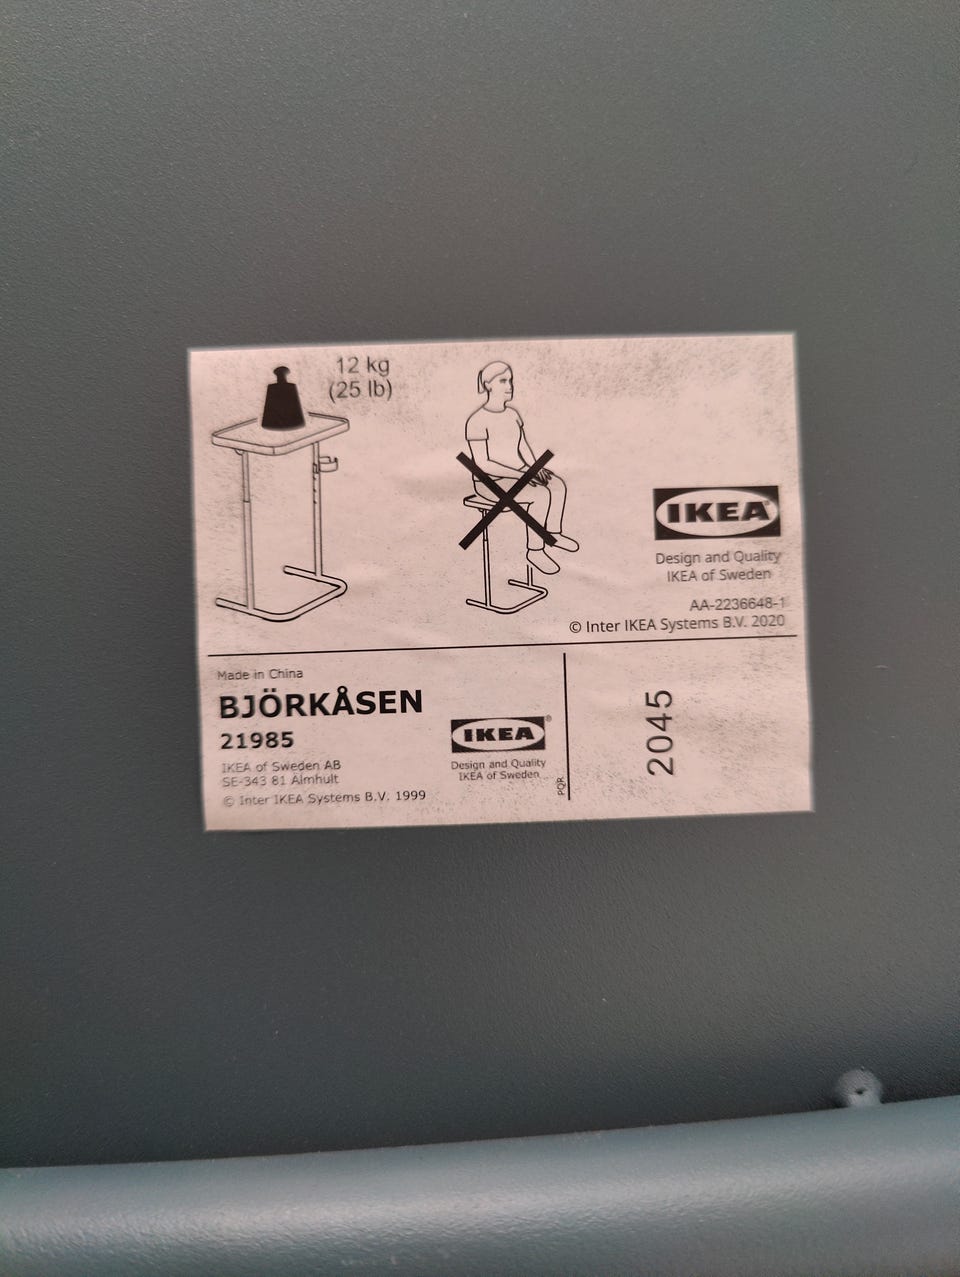 12 kg
(25 lb)
IKEA
Design and Quality
IKEA of Sweden
AA-2236648-1
© Inter IKEA Systems B.V. 2020
Made in China
BJÖRKÅSEN
21985
IKEA of Sweden AB
SE-343 81 Älmhult
© Inter IKEA Systems B.V. 1999
IKEA®
Design and Quality
IKEA of Sweden
PQR
2045